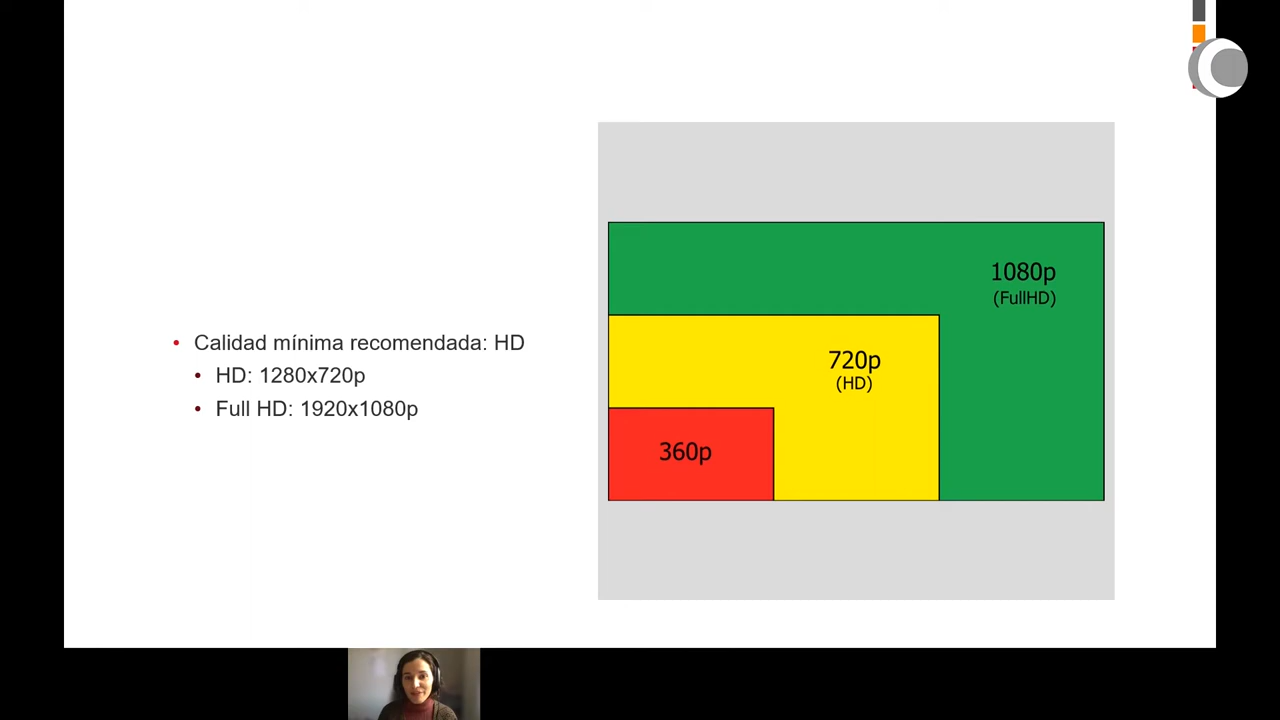 Calidad mínima recomendada: HD
HD: 1280x720p
Full HD: 1920x1080p
1080p
(FullHD)
720p
(HD)
360p